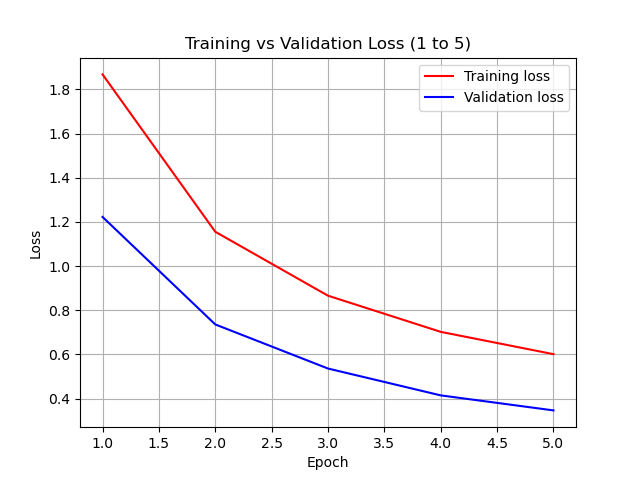 Training vs Validation Loss (1 to 5)
Training loss
Validation loss
Loss
1.8
1.6
1.4
1.2
1.0
0.8
0.6
0.4
1.0 1.5 2.0 2.5 3.0 3.5 4.0 4.5 5.0
Epoch